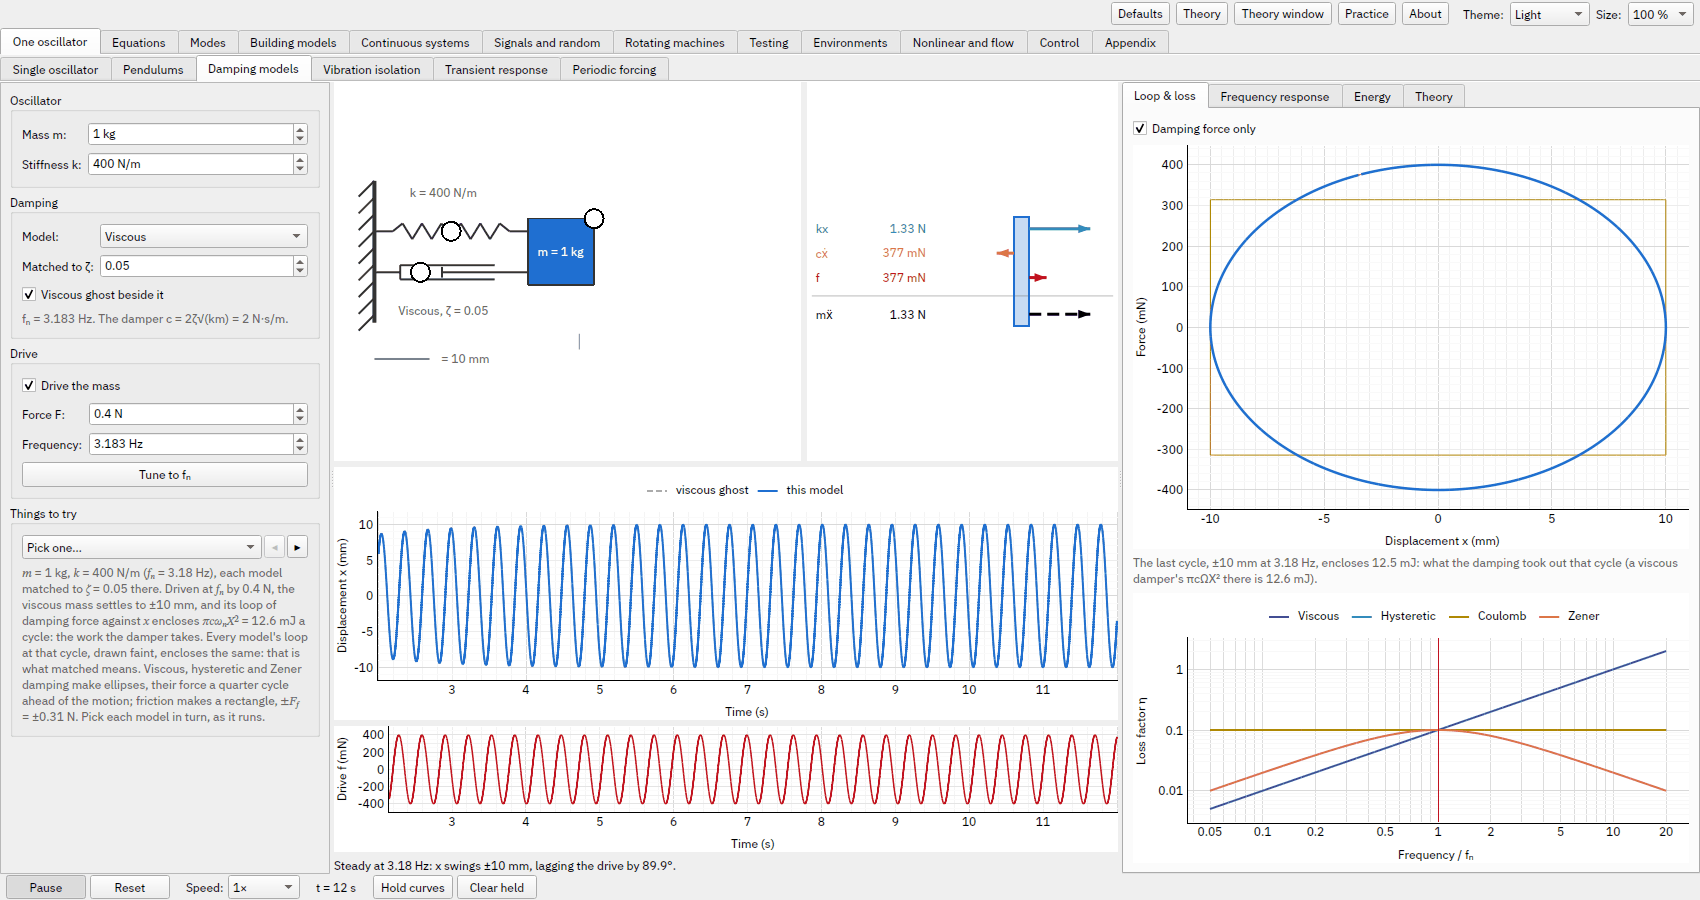 Defaults
Theory
Theory window
Practice
About
Theme:
Light
Size:
100 %
One oscillator
Equations
Modes
Building models
Continuous systems
Signals and random
Rotating machines
Testing
Environments
Nonlinear and flow
Control
Appendix
Single oscillator
Pendulums
Damping models
Vibration isolation
Transient response
Periodic forcing
Oscillator
Mass m:
1 kg
Stiffness k:
400 N/m
Damping
Model:
Viscous
Matched to ζ:
0.05
Viscous ghost beside it
fₙ = 3.183 Hz. The damper c = 2ζ√(km) = 2 N·s/m.
Drive
Drive the mass
Force F:
0.4 N
Frequency:
3.183 Hz
Tune to fₙ
Things to try
Pick one...
m = 1 kg, k = 400 N/m (fₙ = 3.18 Hz), each model
matched to ζ = 0.05 there. Driven at fₙ by 0.4 N, the
viscous mass settles to ±10 mm, and its loop of
damping force against x encloses πcωₙX² = 12.6 mJ a
cycle: the work the damper takes. Every model's loop
at that cycle, drawn faint, encloses the same: that is
what matched means. Viscous, hysteretic and Zener
damping make ellipses, their force a quarter cycle
ahead of the motion; friction makes a rectangle, ±F_f
= ±0.31 N. Pick each model in turn, as it runs.
k = 400 N/m
m = 1 kg
Viscous, ζ = 0.05
= 10 mm
kx 1.33 N
cẋ 377 mN
f 377 mN
mẍ 1.33 N
viscous ghost
this model
Displacement x (mm)
10
5
0
-5
-10
3 4 5 6 7 8 9 10 11
Time (s)
Drive f (mN)
400
200
0
-200
-400
3 4 5 6 7 8 9 10 11
Time (s)
Steady at 3.18 Hz: x swings ±10 mm, lagging the drive by 89.9°.
Loop & loss
Frequency response
Energy
Theory
Damping force only
Force (mN)
400
300
200
100
0
-100
-200
-300
-400
-10 -5 0 5 10
Displacement x (mm)
The last cycle, ±10 mm at 3.18 Hz, encloses 12.5 mJ: what the damping took out that cycle (a viscous
damper's πcΩX² there is 12.6 mJ).
Viscous
Hysteretic
Coulomb
Zener
Loss factor η
1
0.1
0.01
0.05 0.1 0.2 0.5 1 2 5 10 20
Frequency / fₙ
Pause
Reset
Speed:
1×
t = 12 s
Hold curves
Clear held